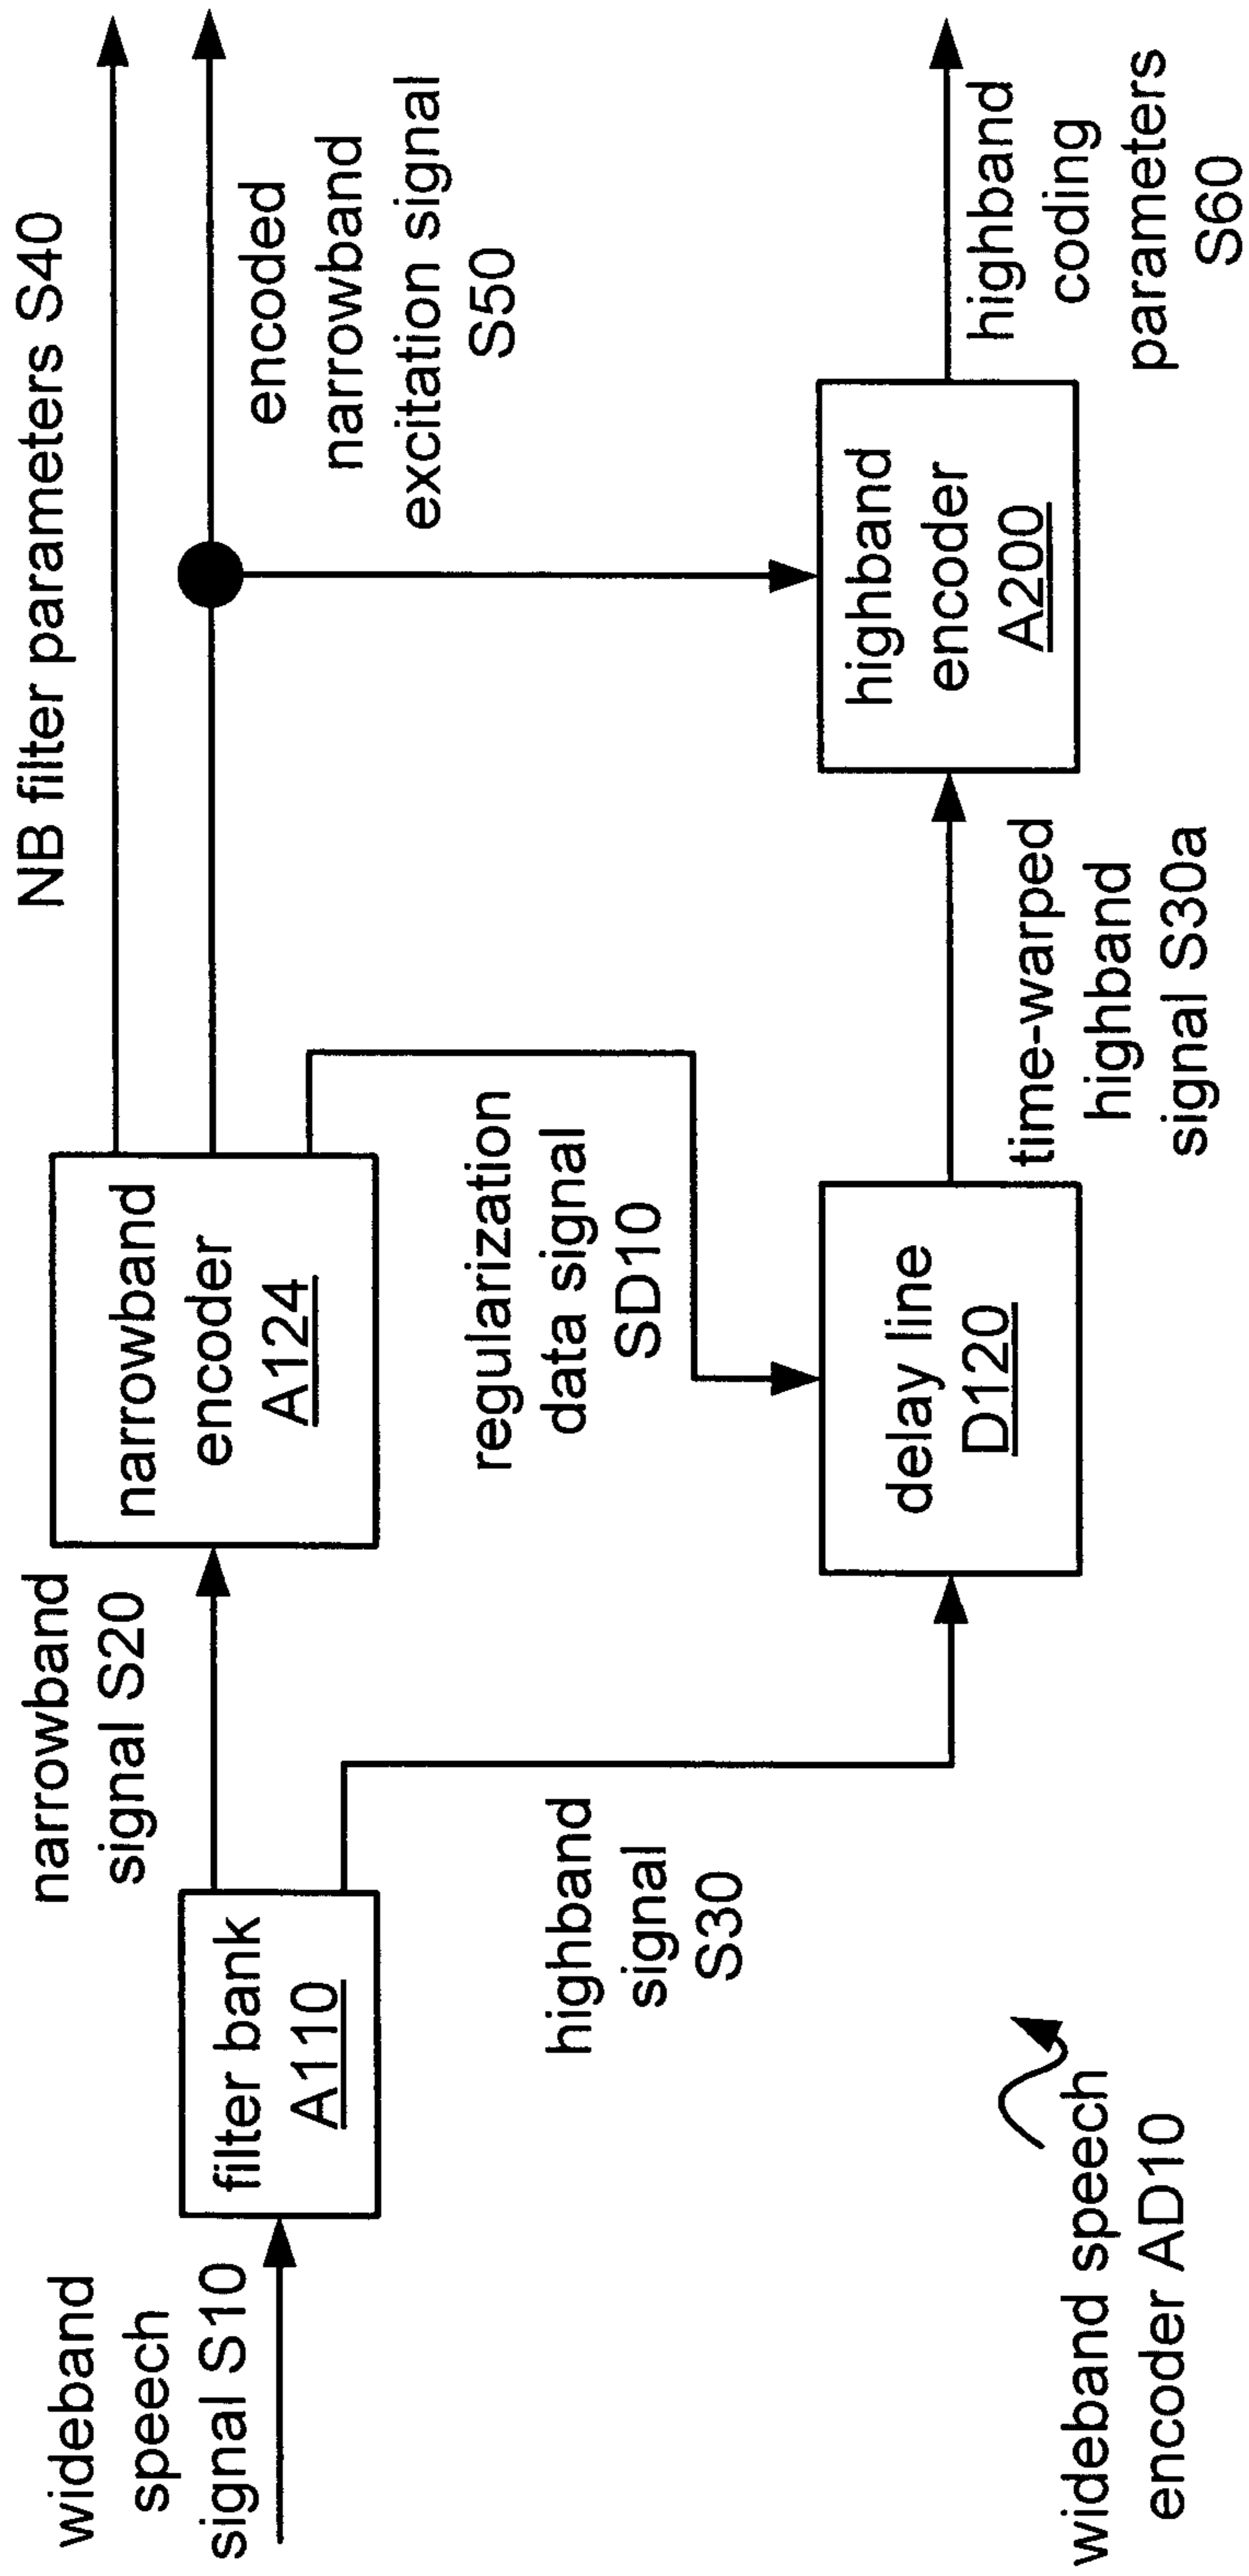 wideband
speech
signal S10
filter bank
A110
narrowband
signal S20
highband
signal
S30
narrowband
encoder
A124
NB filter parameters S40
encoded
narrowband
excitation signal
S50
regularization
data signal
SD10
delay line
D120
time-warped
highband
signal S30a
highband
encoder
A200
highband
coding
parameters
S60
wideband speech
encoder AD10